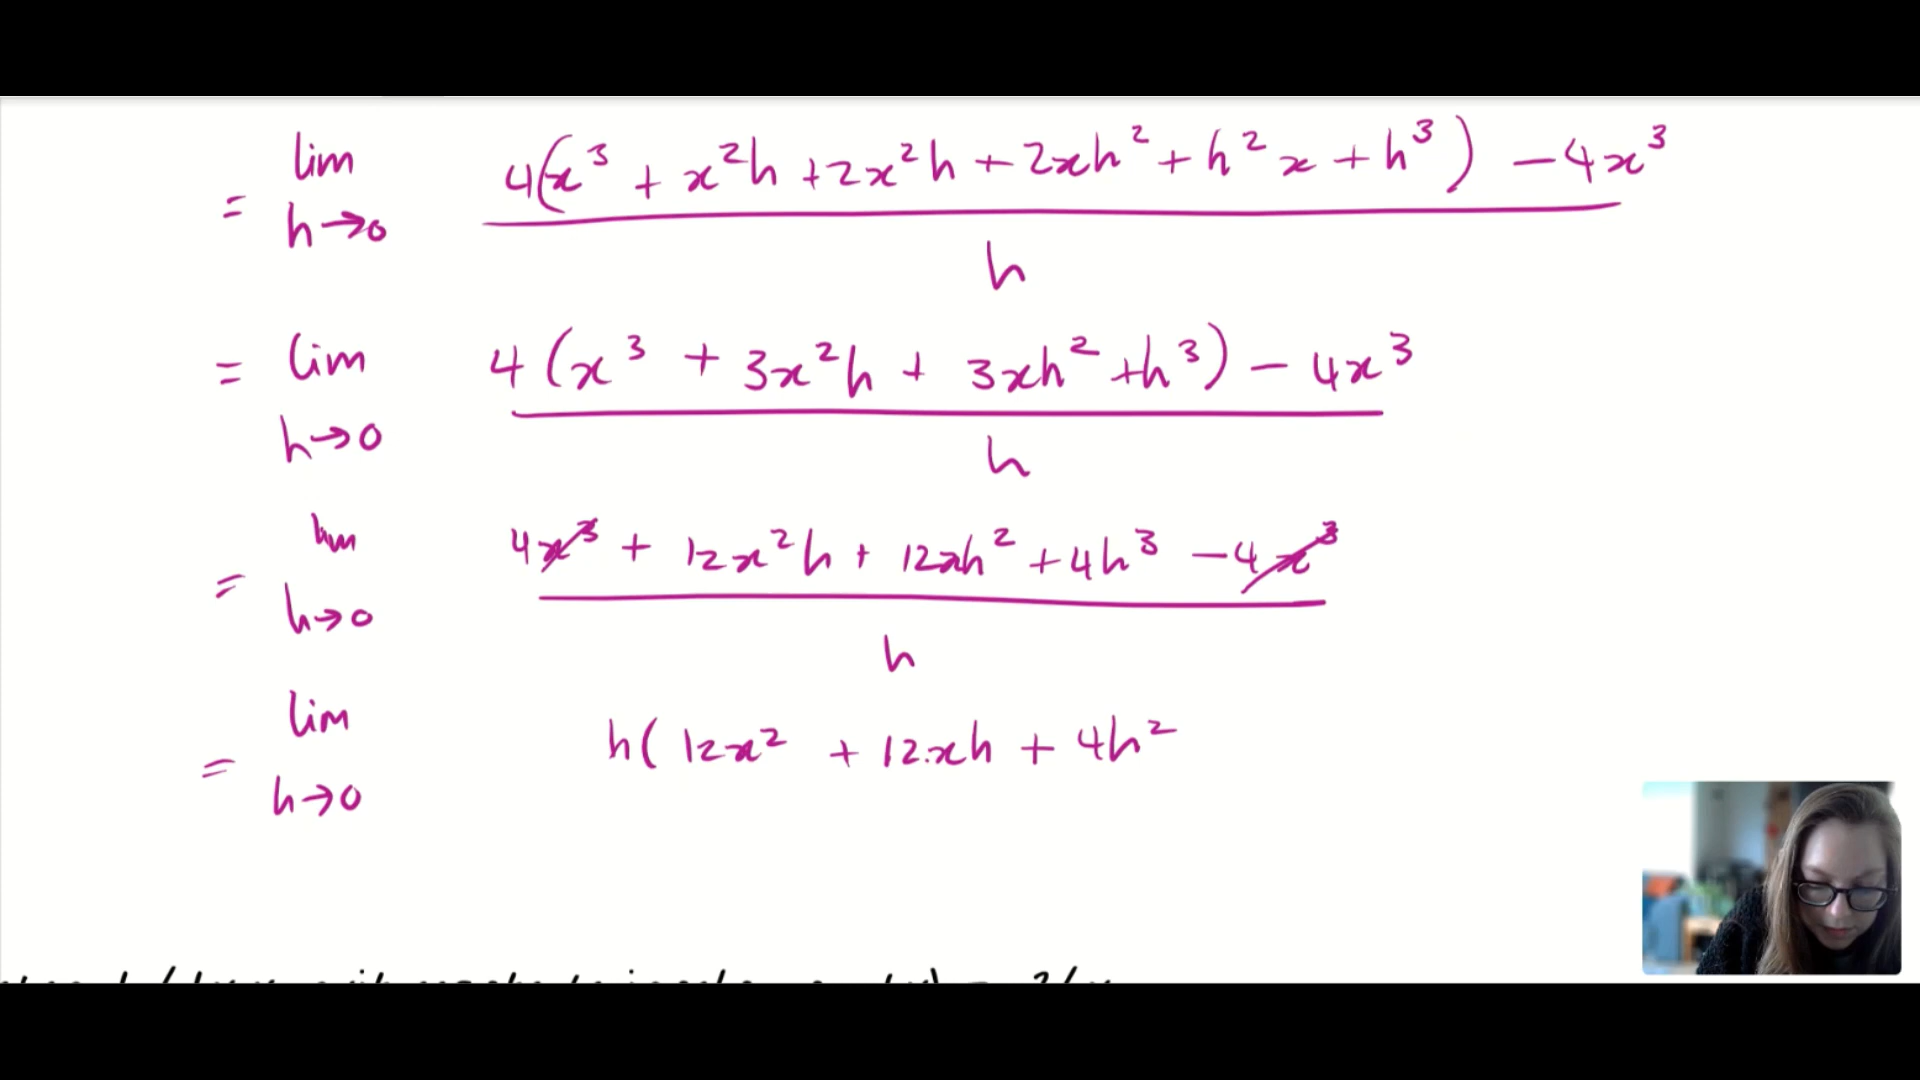 = lim h→0 4(x³ + x²h + 2x²h + 2xh² + h²x + h³) − 4x³
h
= lim h→0 4(x³ + 3x²h + 3xh² + h³) − 4x³
h
= lim h→0 4x³ + 12x²h + 12xh² + 4h³ − 4x³
h
= lim h→0 h(12x² + 12xh + 4h²